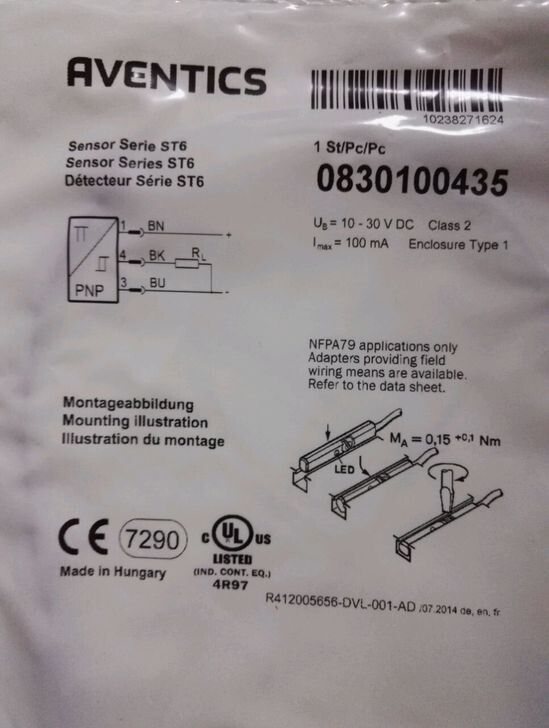 AVENTICS
10238271624
Sensor Serie ST6
Sensor Series ST6
Détecteur Série ST6
1 St/Pc/Pc
0830100435
UB = 10 - 30 V DC Class 2
Imax = 100 mA Enclosure Type 1
1 BN +
4 BK RL
3 BU -
PNP
NFPA79 applications only
Adapters providing field
wiring means are available.
Refer to the data sheet.
Montageabbildung
Mounting illustration
Illustration du montage
MA = 0,15 +0,1 Nm
LED
CE 7290
Made in Hungary
c UL us
LISTED
(IND. CONT. EQ.)
4R97
R412005656-DVL-001-AD /07.2014 de, en, fr